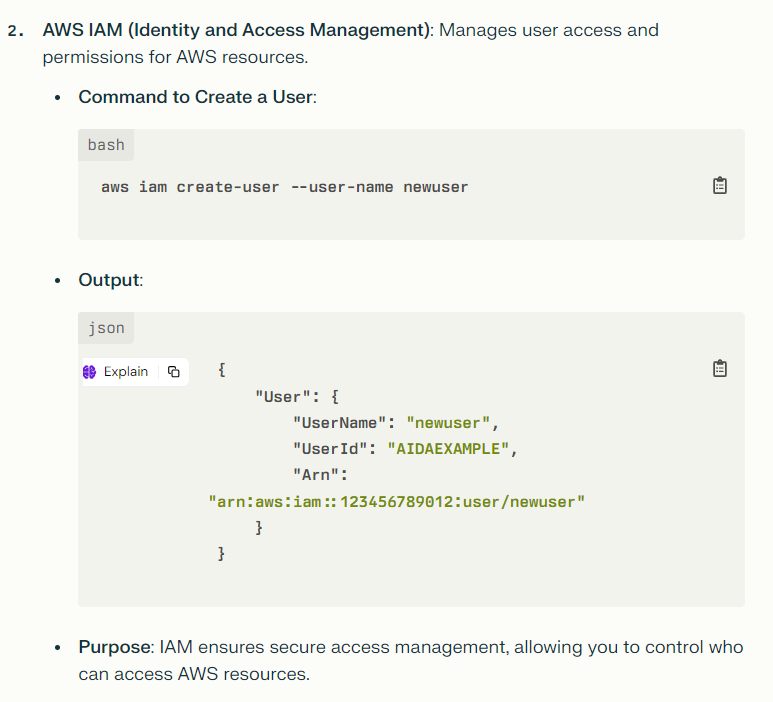 2. AWS IAM (Identity and Access Management): Manages user access and
permissions for AWS resources.
• Command to Create a User:
bash
aws iam create-user --user-name newuser
• Output:
json
Explain
{
"User": {
"UserName": "newuser",
"UserId": "AIDAEXAMPLE",
"Arn":
"arn:aws:iam::123456789012:user/newuser"
}
}
• Purpose: IAM ensures secure access management, allowing you to control who
can access AWS resources.